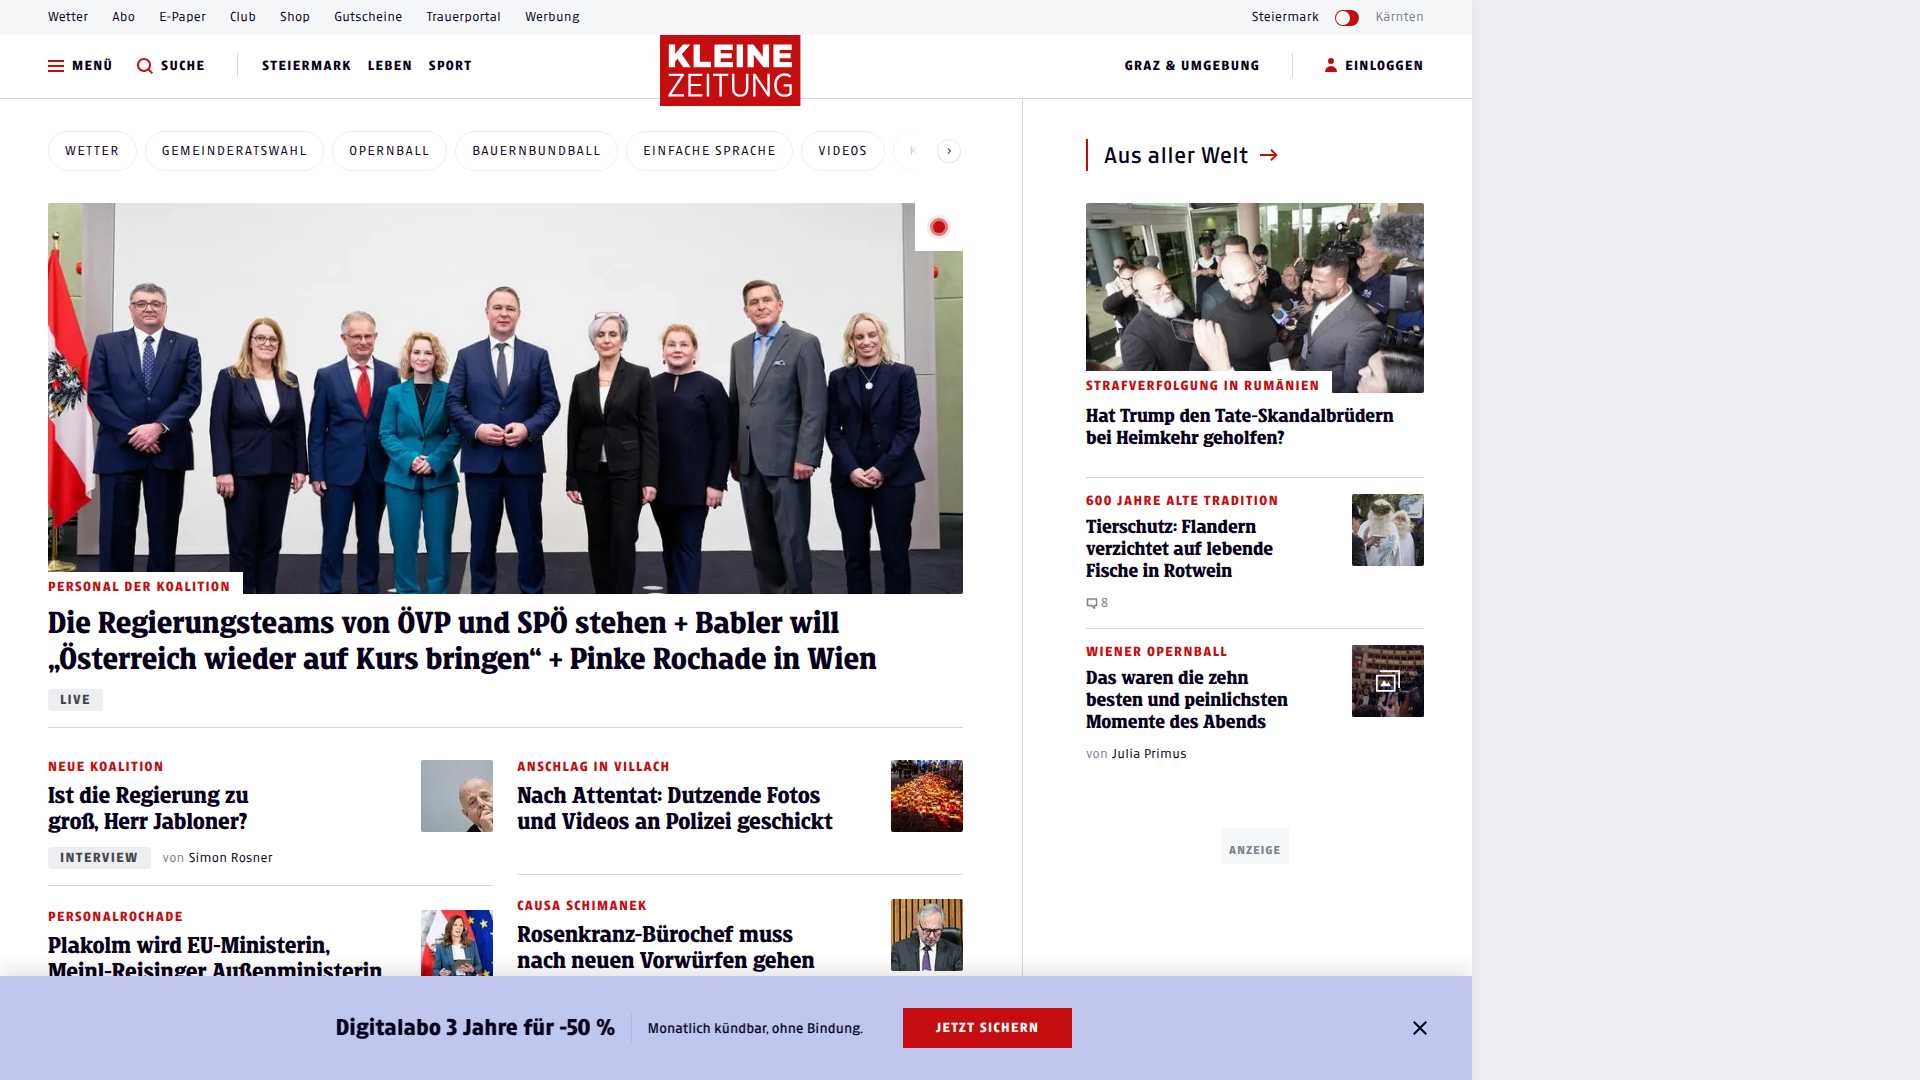 Wetter Abo E-Paper Club Shop Gutscheine Trauerportal Werbung Steiermark Kärnten
MENÜ SUCHE STEIERMARK LEBEN SPORT KLEINE ZEITUNG GRAZ & UMGEBUNG EINLOGGEN
WETTER GEMEINDERATSWAHL OPERNBALL BAUERNBUNDBALL EINFACHE SPRACHE VIDEOS K
PERSONAL DER KOALITION
Die Regierungsteams von ÖVP und SPÖ stehen + Babler will
„Österreich wieder auf Kurs bringen“ + Pinke Rochade in Wien
LIVE
NEUE KOALITION
Ist die Regierung zu
groß, Herr Jabloner?
INTERVIEW von Simon Rosner
PERSONALROCHADE
Plakolm wird EU-Ministerin,
Meinl-Reisinger Außenministerin
ANSCHLAG IN VILLACH
Nach Attentat: Dutzende Fotos
und Videos an Polizei geschickt
CAUSA SCHIMANEK
Rosenkranz-Bürochef muss
nach neuen Vorwürfen gehen
Aus aller Welt
STRAFVERFOLGUNG IN RUMÄNIEN
Hat Trump den Tate-Skandalbrüdern
bei Heimkehr geholfen?
600 JAHRE ALTE TRADITION
Tierschutz: Flandern
verzichtet auf lebende
Fische in Rotwein
8
WIENER OPERNBALL
Das waren die zehn
besten und peinlichsten
Momente des Abends
von Julia Primus
ANZEIGE
Digitalabo 3 Jahre für -50 % Monatlich kündbar, ohne Bindung. JETZT SICHERN